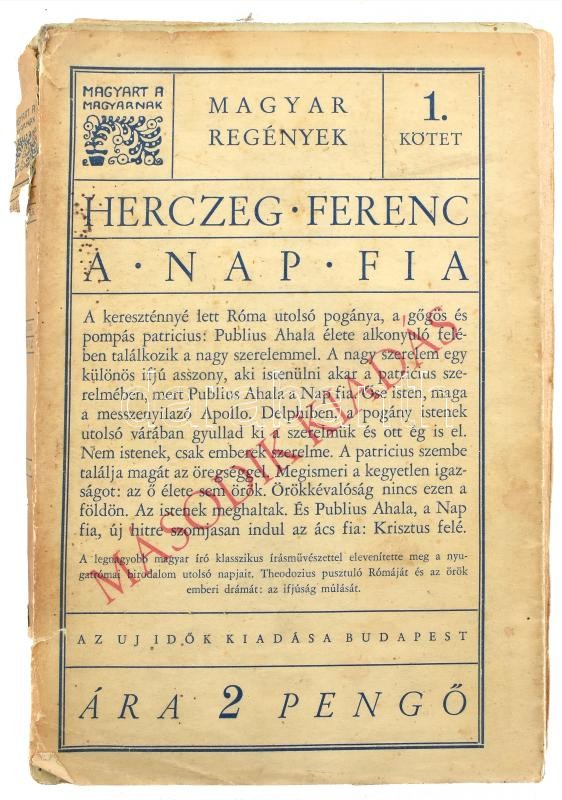 MAGYART A
MAGYARNAK
MAGYAR
REGÉNYEK
1.
KÖTET
HERCZEG · FERENC
A · NAP · FIA
A kereszténnyé lett Róma utolsó pogánya, a gőgös és
pompás patricius: Publius Ahala élete alkonyuló felé-
ben találkozik a nagy szerelemmel. A nagy szerelem egy
különös ifjú asszony, aki istenülni akar a patricius sze-
relmében, mert Publius Ahala a Nap fia. Őse isten, maga
a messzenyilazó Apollo. Delphiben, a pogány istenek
utolsó várában gyullad ki a szerelmük és ott ég is el.
Nem istenek, csak emberek szerelme. A patricius szembe
találja magát az öregséggel. Megismeri a kegyetlen igaz-
ságot: az ő élete sem örök. Örökkévalóság nincs ezen a
földön. Az istenek meghaltak. És Publius Ahala, a Nap
fia, új hitre szomjasan indul az ács fia: Krisztus felé.
MÁSODIK KIADÁS
A legnagyobb magyar író klasszikus írásművészettel elevenítette meg a nyu-
gatrómai birodalom utolsó napjait, Theodozius pusztuló Rómáját és az örök
emberi drámát: az ifjúság múlását.
AZ UJ IDŐK KIADÁSA BUDAPEST
ÁRA 2 PENGŐ